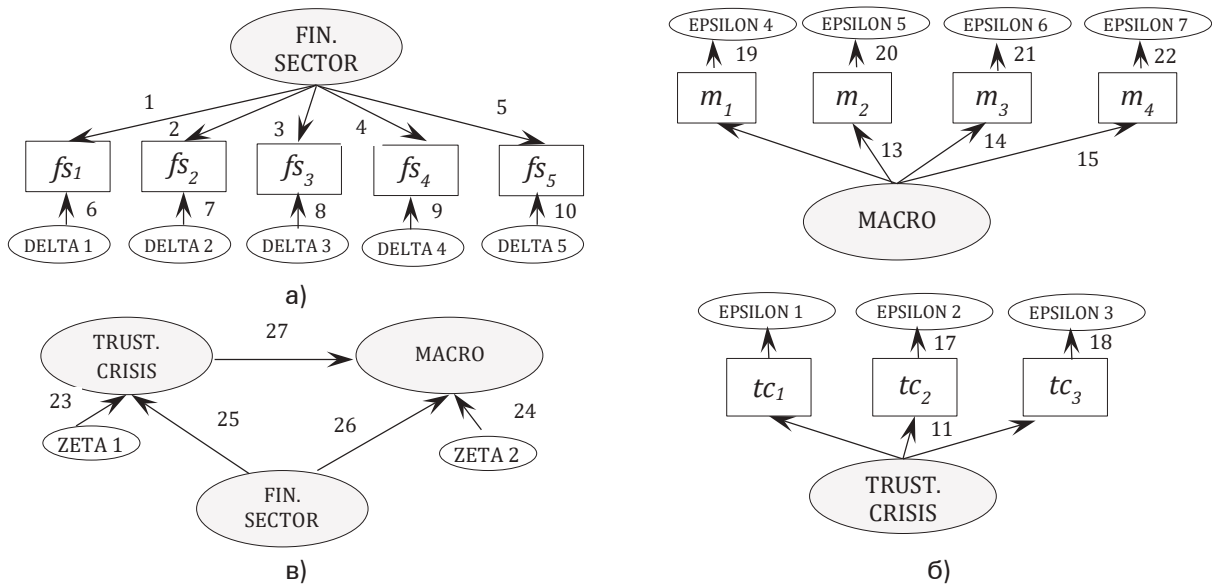 FIN.
SECTOR
1
2
3
4
5
fs1
fs2
fs3
fs4
fs5
6
7
8
9
10
DELTA 1
DELTA 2
DELTA 3
DELTA 4
DELTA 5
а)
TRUST.
CRISIS
27
MACRO
23
25
26
24
ZETA 1
ZETA 2
FIN.
SECTOR
в)
EPSILON 4
EPSILON 5
EPSILON 6
EPSILON 7
19
20
21
22
m1
m2
m3
m4
13
14
15
MACRO
EPSILON 1
EPSILON 2
EPSILON 3
17
18
tc1
tc2
tc3
11
TRUST.
CRISIS
б)